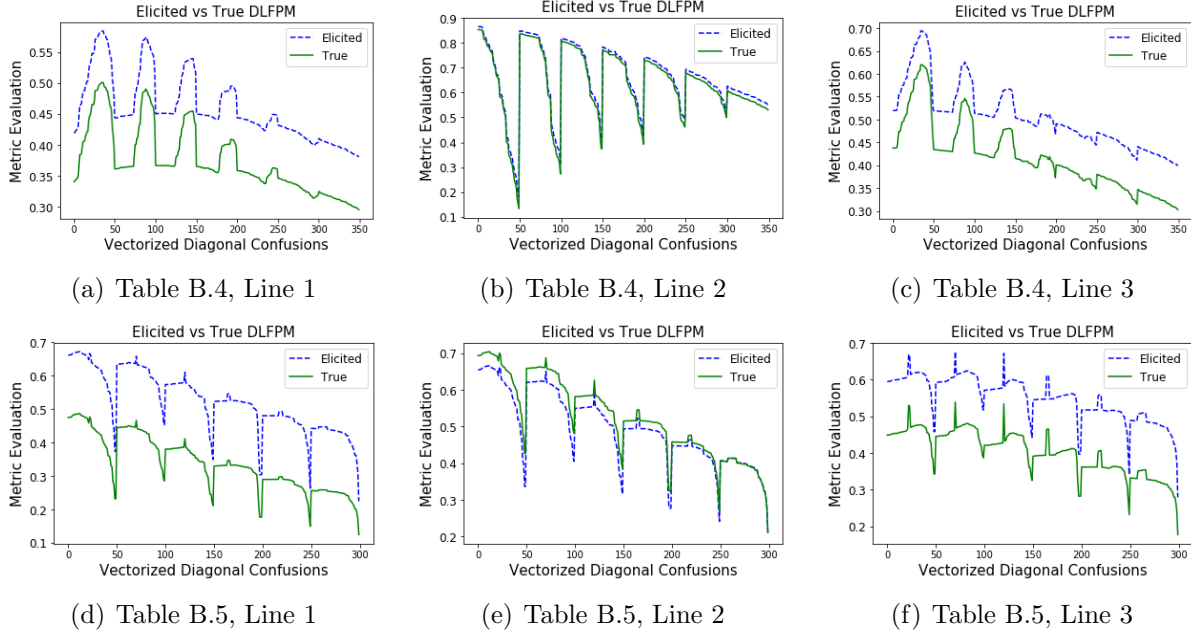 Elicited vs True DLFPM
Metric Evaluation
0.55
0.50
0.45
0.40
0.35
0.30
Elicited
True
0 50 100 150 200 250 300 350
Vectorized Diagonal Confusions
(a) Table B.4, Line 1
Elicited vs True DLFPM
Metric Evaluation
0.9
0.8
0.7
0.6
0.5
0.4
0.3
0.2
0.1
Elicited
True
0 50 100 150 200 250 300 350
Vectorized Diagonal Confusions
(b) Table B.4, Line 2
Elicited vs True DLFPM
Metric Evaluation
0.70
0.65
0.60
0.55
0.50
0.45
0.40
0.35
0.30
Elicited
True
0 50 100 150 200 250 300 350
Vectorized Diagonal Confusions
(c) Table B.4, Line 3
Elicited vs True DLFPM
Metric Evaluation
0.7
0.6
0.5
0.4
0.3
0.2
0.1
Elicited
True
0 50 100 150 200 250 300
Vectorized Diagonal Confusions
(d) Table B.5, Line 1
Elicited vs True DLFPM
Metric Evaluation
0.7
0.6
0.5
0.4
0.3
0.2
Elicited
True
0 50 100 150 200 250 300
Vectorized Diagonal Confusions
(e) Table B.5, Line 2
Elicited vs True DLFPM
Metric Evaluation
0.7
0.6
0.5
0.4
0.3
0.2
Elicited
True
0 50 100 150 200 250 300
Vectorized Diagonal Confusions
(f) Table B.5, Line 3